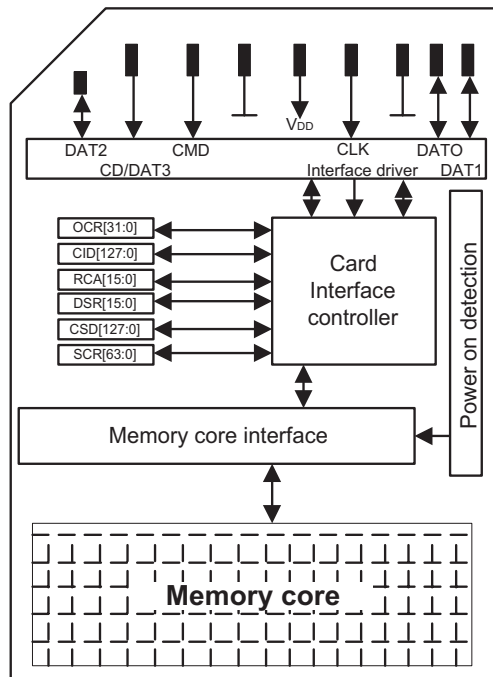 VDD
DAT2 CMD CLK DATO
CD/DAT3 Interface driver DAT1
OCR[31:0]
CID[127:0]
RCA[15:0]
DSR[15:0]
CSD[127:0]
SCR[63:0]
Card
Interface
controller
Power on detection
Memory core interface
Memory core